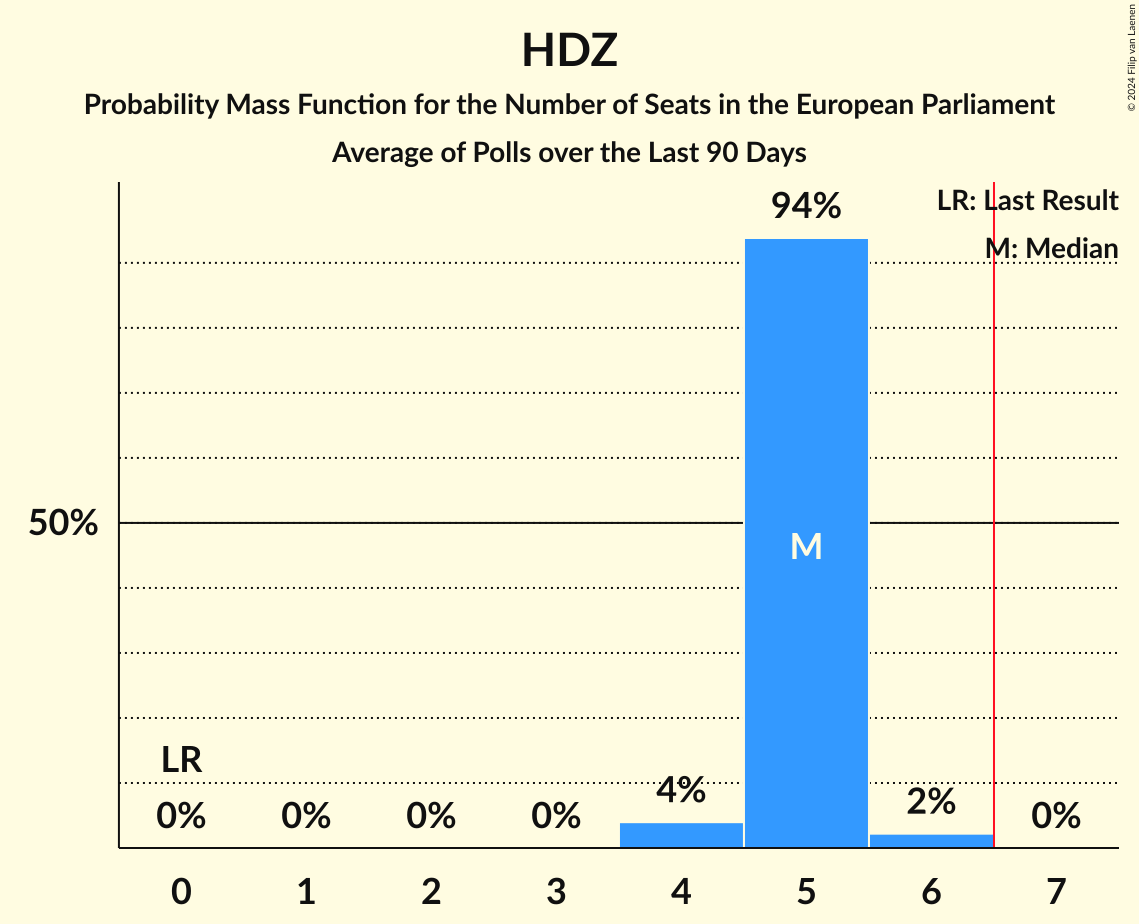 HDZ
Probability Mass Function for the Number of Seats in the European Parliament
Average of Polls over the Last 90 Days
© 2024 Filip van Laenen
LR: Last Result
M: Median
94%
50%
M
LR
0% 0% 0% 0% 4% 2% 0%
0 1 2 3 4 5 6 7